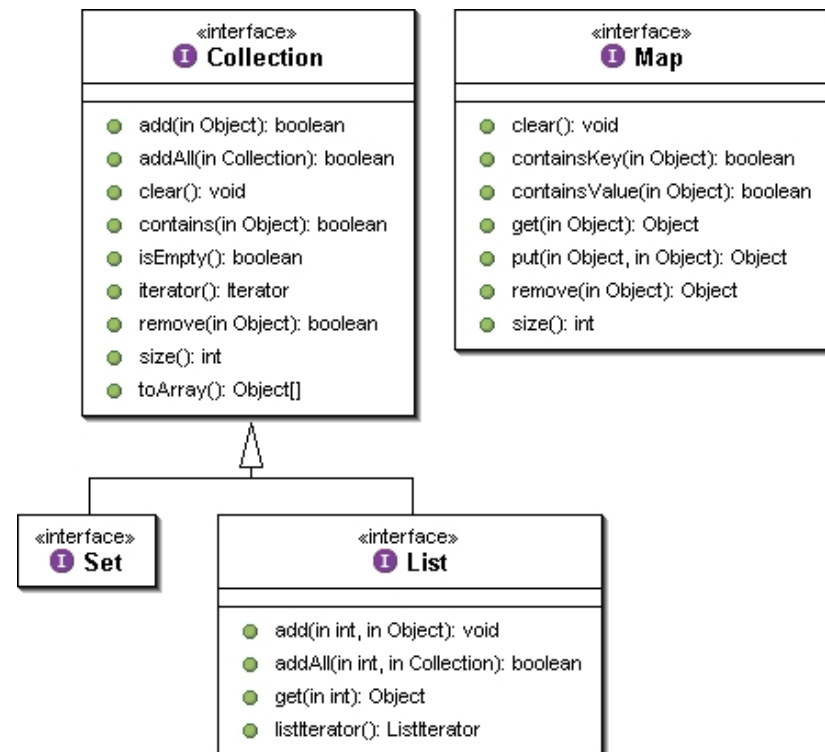 «interface»
I Collection
add(in Object): boolean
addAll(in Collection): boolean
clear(): void
contains(in Object): boolean
isEmpty(): boolean
iterator(): Iterator
remove(in Object): boolean
size(): int
toArray(): Object[]
«interface»
I Map
clear(): void
containsKey(in Object): boolean
containsValue(in Object): boolean
get(in Object): Object
put(in Object, in Object): Object
remove(in Object): Object
size(): int
«interface»
I Set
«interface»
I List
add(in int, in Object): void
addAll(in int, in Collection): boolean
get(in int): Object
listIterator(): ListIterator